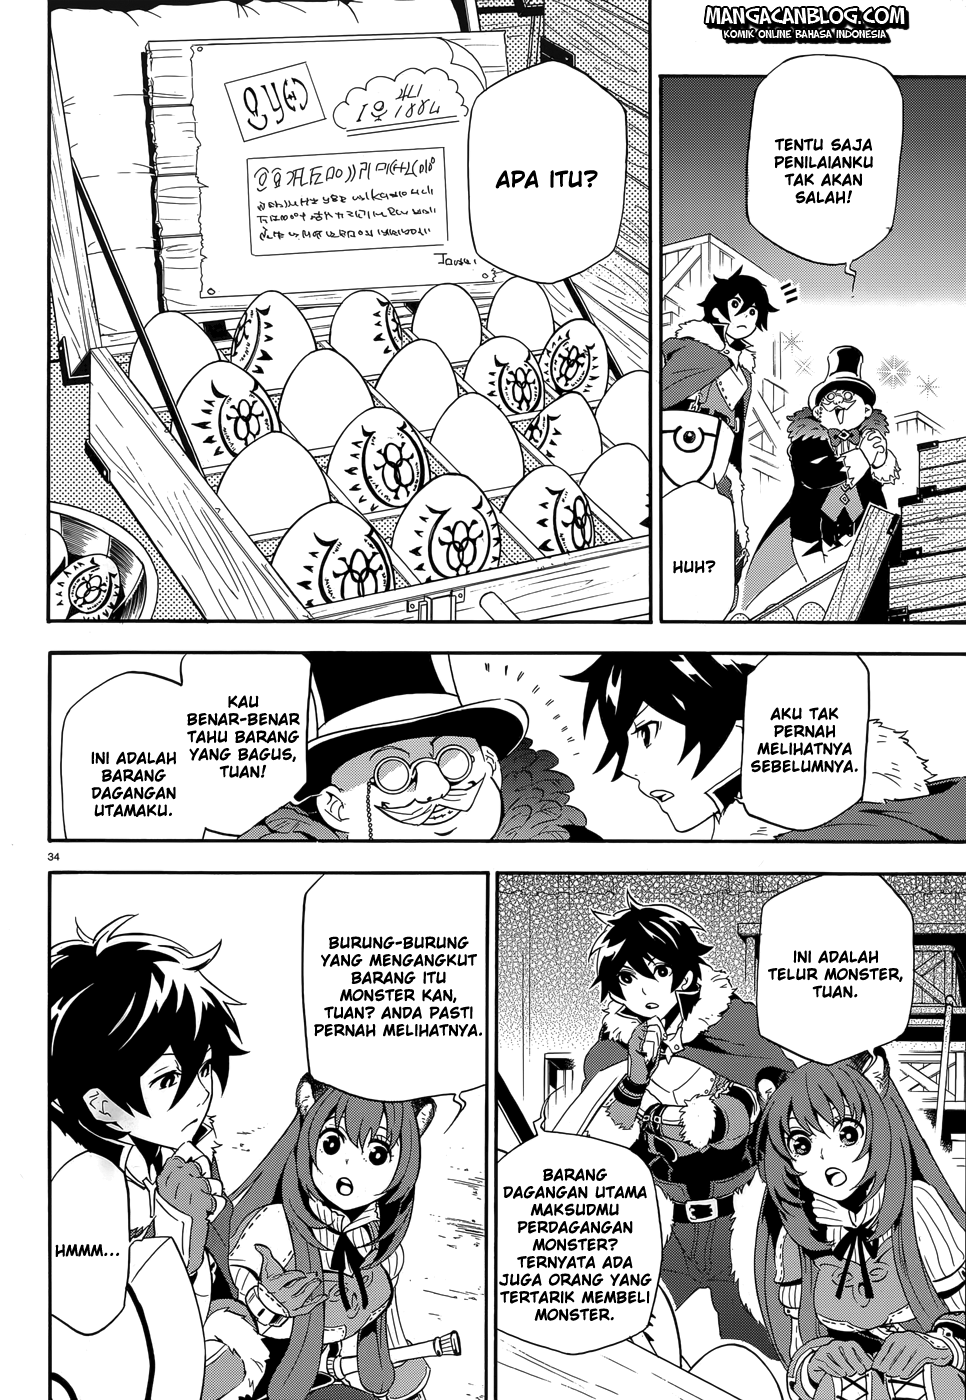 MANGACANBLOG.COM
KOMIK ONLINE BAHASA INDONESIA
TENTU SAJA
PENILAIANKU
TAK AKAN
SALAH!
HUH?
APA ITU?
AKU TAK
PERNAH
MELIHATNYA
SEBELUMNYA.
KAU
BENAR-BENAR
TAHU BARANG
YANG BAGUS,
TUAN!
INI ADALAH
BARANG
DAGANGAN
UTAMAKU.
34
INI ADALAH
TELUR MONSTER,
TUAN.
BARANG
DAGANGAN UTAMA
MAKSUDMU
PERDAGANGAN
MONSTER?
TERNYATA ADA
JUGA ORANG YANG
TERTARIK MEMBELI
MONSTER.
BURUNG-BURUNG
YANG MENGANGKUT
BARANG ITU
MONSTER KAN,
TUAN? ANDA PASTI
PERNAH MELIHATNYA.
HMMM...